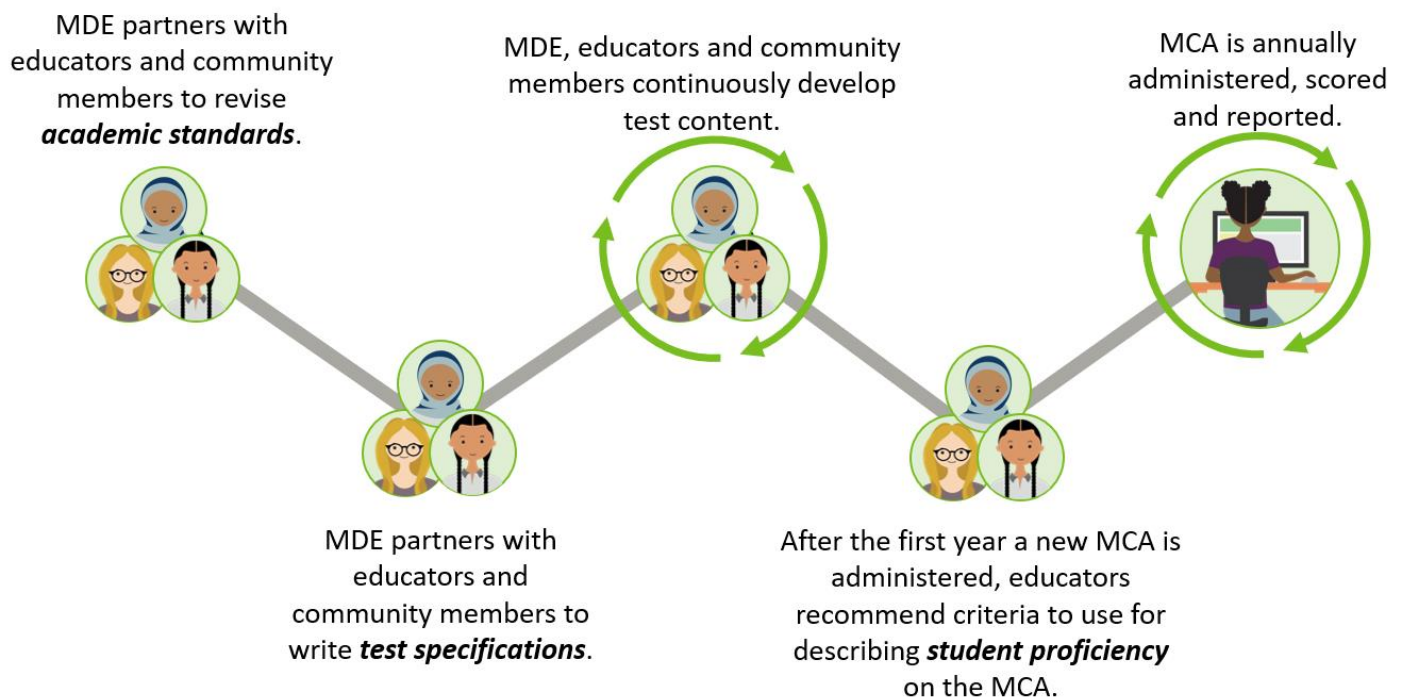 MDE partners with
educators and community
members to revise
academic standards.
MDE partners with
educators and
community members to
write test specifications.
MDE, educators and community
members continuously develop
test content.
After the first year a new MCA is
administered, educators
recommend criteria to use for
describing student proficiency
on the MCA.
MCA is annually
administered, scored
and reported.